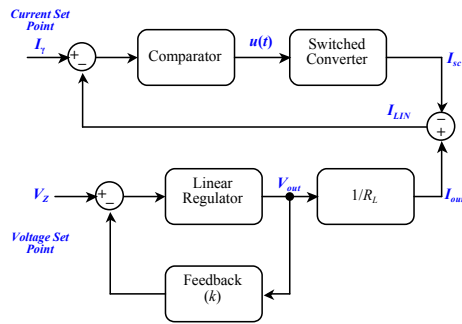 Current Set
Point
Iγ
+
−
Comparator
u(t)
Switched
Converter
Isc
ILIN
−
+
VZ
+
−
Linear
Regulator
Vout
1/RL
Iout
Voltage Set
Point
Feedback
(k)